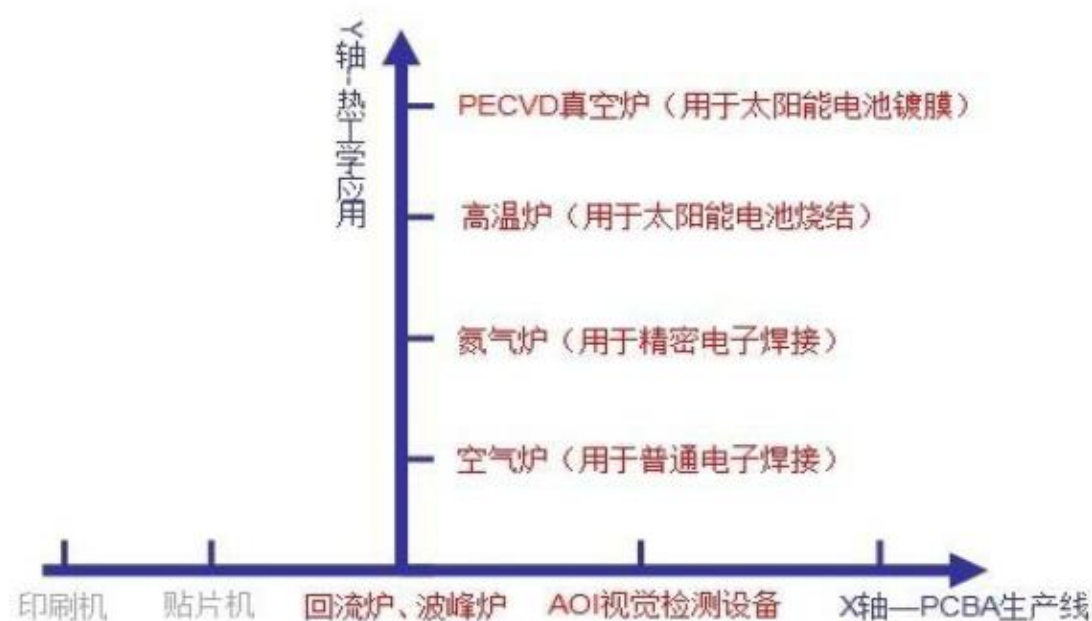 Y轴--热工学应用
PECVD真空炉（用于太阳能电池镀膜）
高温炉（用于太阳能电池烧结）
氮气炉（用于精密电子焊接）
空气炉（用于普通电子焊接）
印刷机
贴片机
回流炉、波峰炉
AOI视觉检测设备
X轴—PCBA生产线